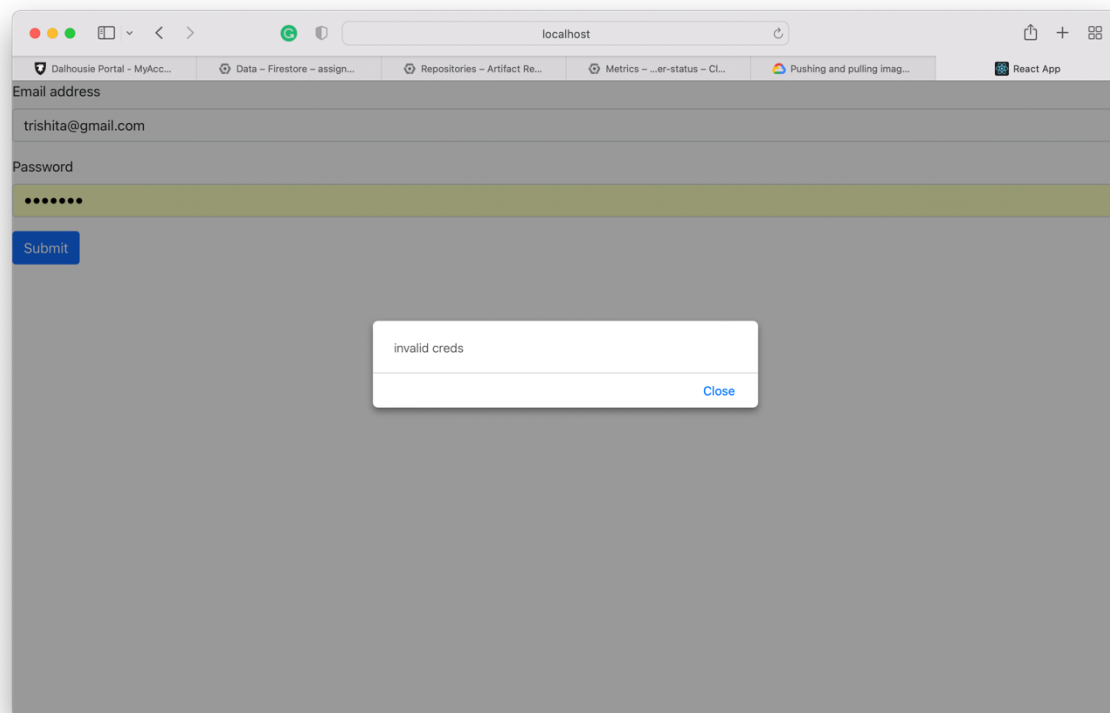 localhost
Dalhousie Portal - MyAcc...
Data – Firestore – assign...
Repositories – Artifact Re...
Metrics – ...er-status – Cl...
Pushing and pulling imag...
React App
Email address
trishita@gmail.com
Password
•••••••
Submit
invalid creds
Close